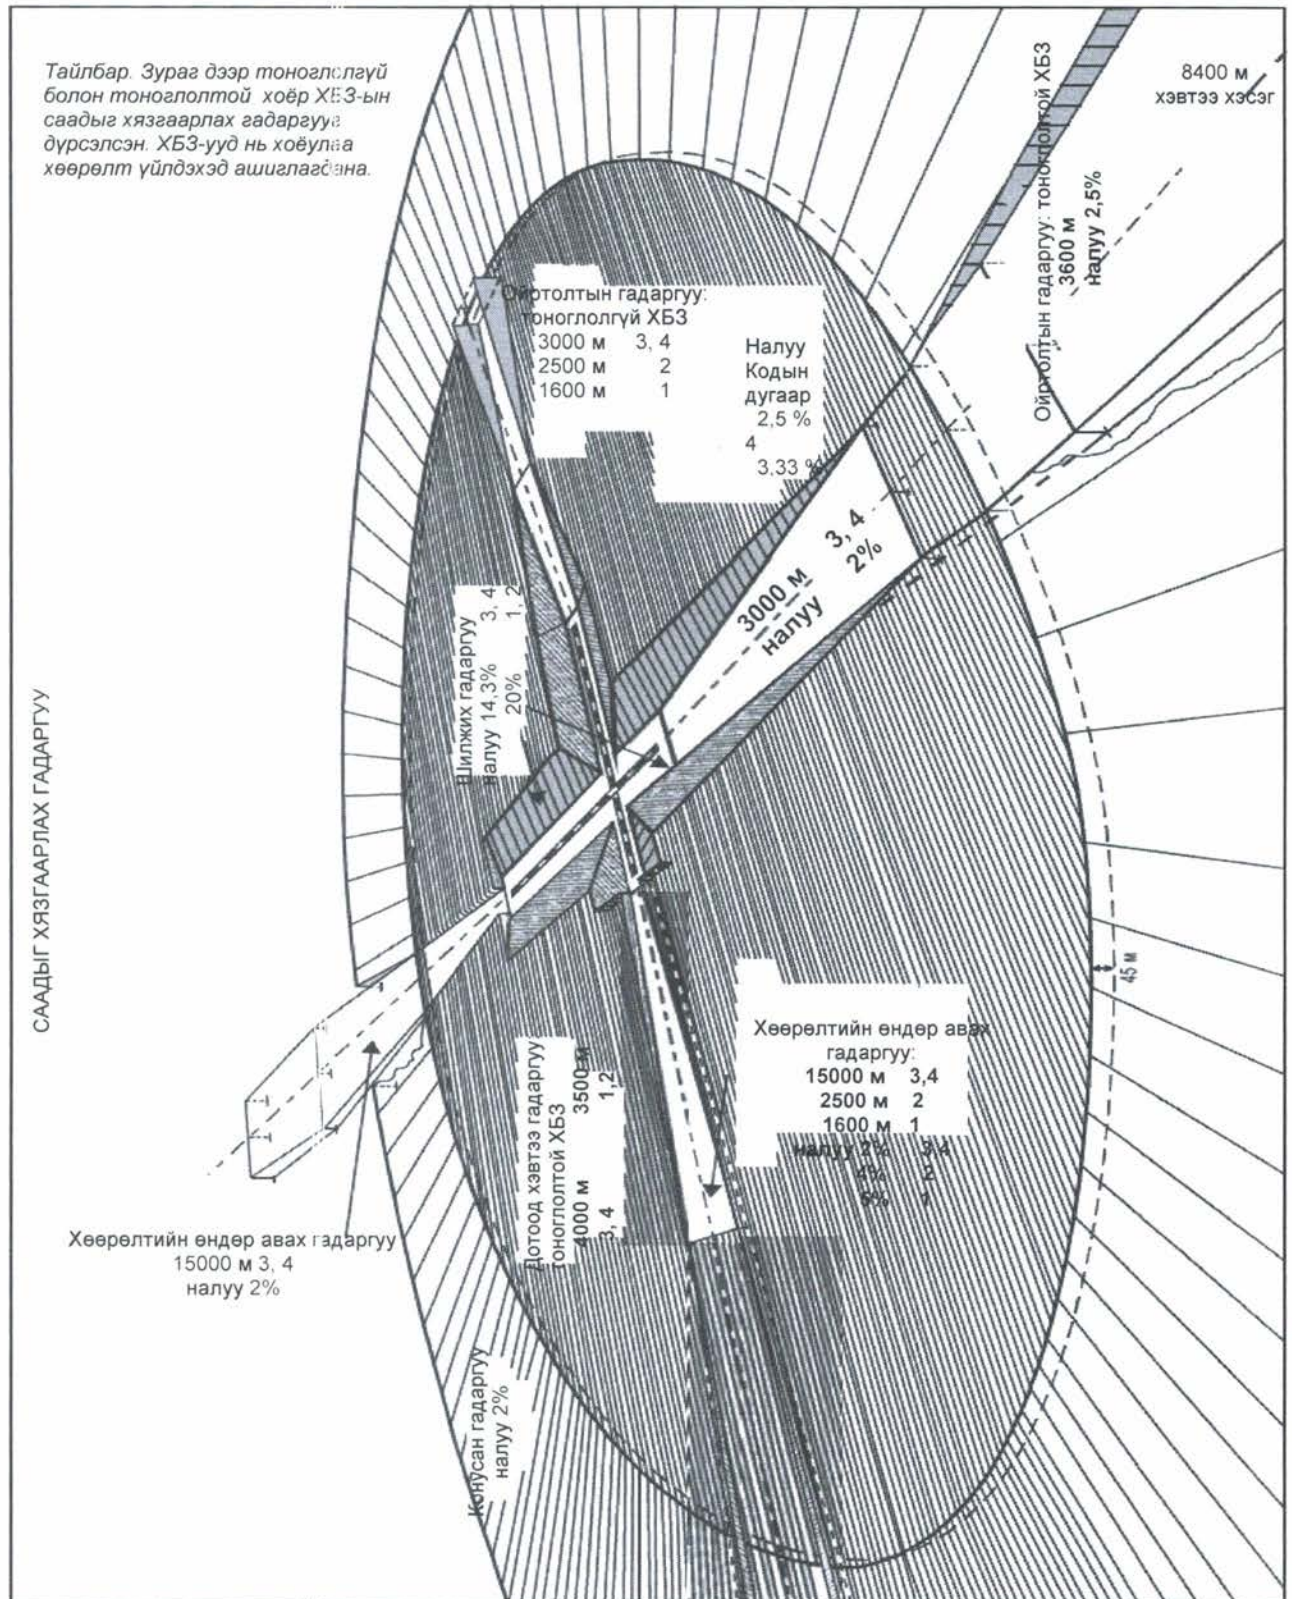 Тайлбар. Зураг дээр тоноглолгүй
болон тоноглолтой хоёр ХБЗ-ын
саадыг хязгаарлах гадаргууг
дүрсэлсэн. ХБЗ-ууд нь хоёулаа
хөөрөлт үйлдэхэд ашиглагдана.
8400 м
хэвтээ хэсэг
Ойртолтын гадаргуу: тоноглолтой ХБЗ
3600 м
налуу 2,5%
Ойртолтын гадаргуу:
тоноглолгүй ХБЗ
3000 м 3, 4
2500 м 2
1600 м 1
Налуу
Кодын
дугаар
2,5 %
4
3,33 %
3000 м 3, 4
налуу 2%
Шилжих гадаргуу
налуу 14,3% 3, 4
20% 1, 2
СААДЫГ ХЯЗГААРЛАХ ГАДАРГУУ
45 м
Хөөрөлтийн өндөр авах
гадаргуу:
15000 м 3,4
2500 м 2
1600 м 1
налуу 2% 3,4
4% 2
5% 1
Дотоод хэвтээ гадаргуу
тоноглолтой ХБЗ
4000 м 3500 м
3, 4 1,2
Хөөрөлтийн өндөр авах гадаргуу
15000 м 3, 4
налуу 2%
Конусан гадаргуу
налуу 2%